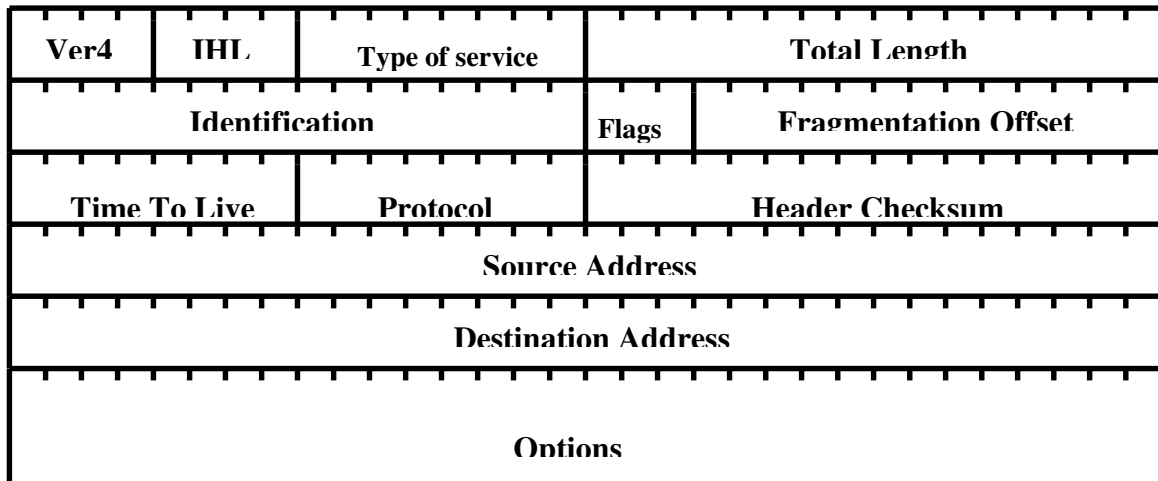 Ver4 IHL Type of service Total Length
Identification Flags Fragmentation Offset
Time To Live Protocol Header Checksum
Source Address
Destination Address
Options